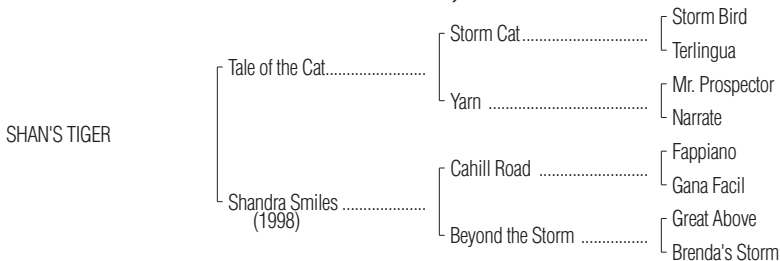 Storm Bird
Storm Cat..............................
Terlingua
Tale of the Cat........................
Mr. Prospector
Yarn ......................................
Narrate
SHAN'S TIGER
Fappiano
Cahill Road ..........................
Gana Facil
Shandra Smiles ....................
(1998)
Great Above
Beyond the Storm ................
Brenda's Storm